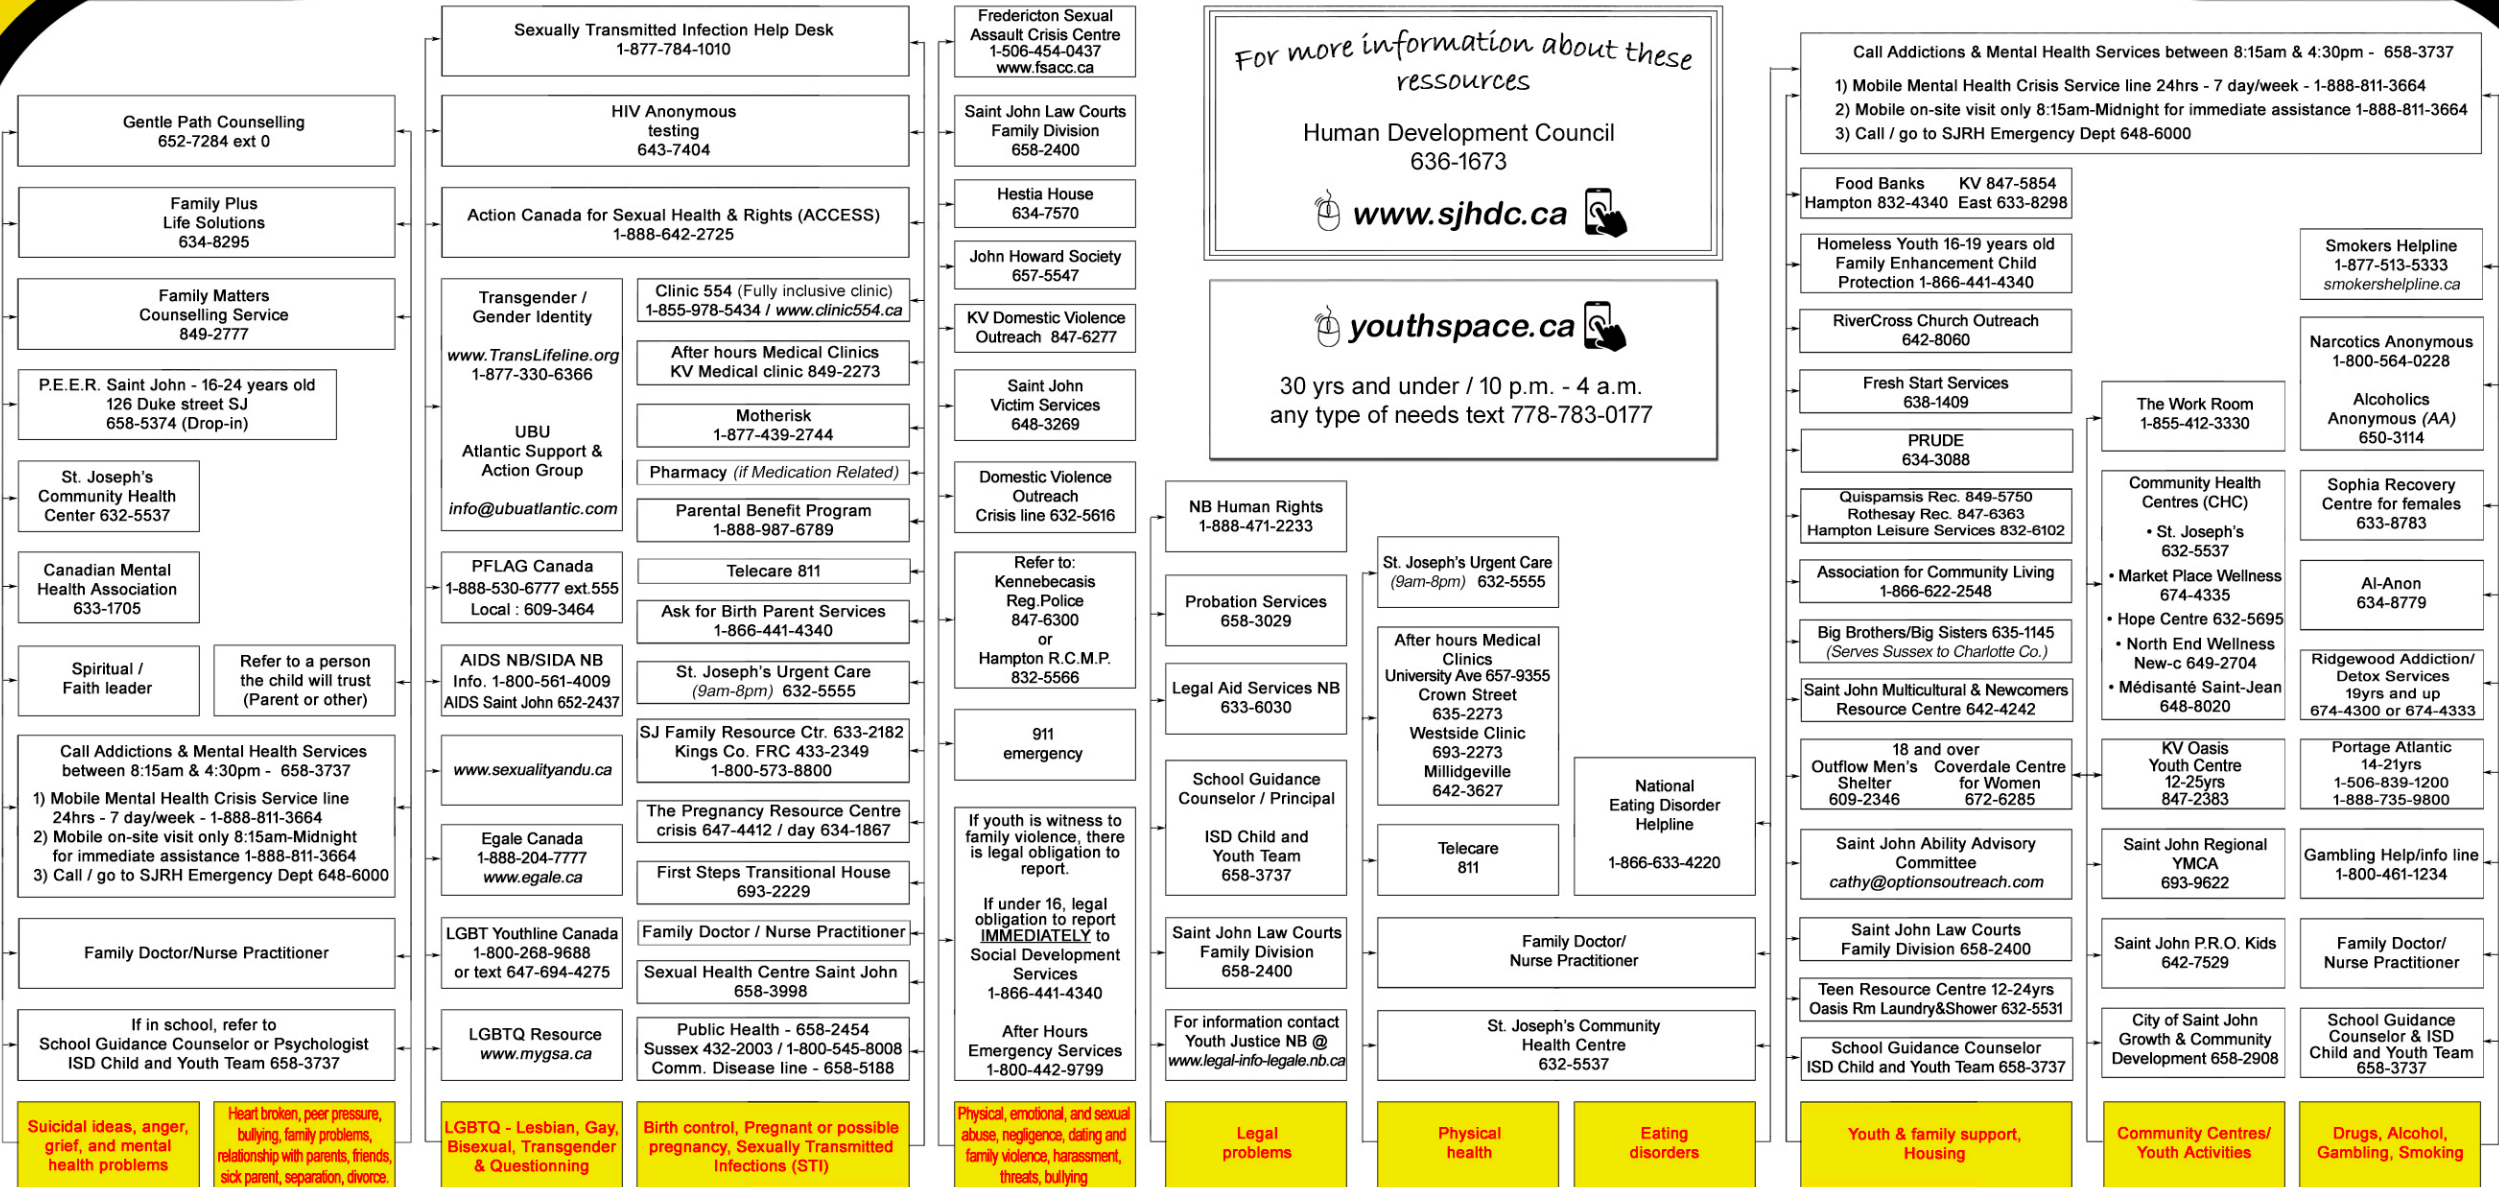 Gentle Path Counselling
652-7284 ext 0
Family Plus
Life Solutions
634-8295
Family Matters
Counselling Service
849-2777
P.E.E.R. Saint John - 16-24 years old
126 Duke street SJ
658-5374 (Drop-in)
St. Joseph's
Community Health
Center 632-5537
Canadian Mental
Health Association
633-1705
Spiritual /
Faith leader
Refer to a person
the child will trust
(Parent or other)
Call Addictions & Mental Health Services
between 8:15am & 4:30pm - 658-3737
1) Mobile Mental Health Crisis Service line
24hrs - 7 day/week - 1-888-811-3664
2) Mobile on-site visit only 8:15am-Midnight
for immediate assistance 1-888-811-3664
3) Call / go to SJRH Emergency Dept 648-6000
Family Doctor/Nurse Practitioner
If in school, refer to
School Guidance Counselor or Psychologist
ISD Child and Youth Team 658-3737
Suicidal ideas, anger,
grief, and mental
health problems
Heart broken, peer pressure,
bullying, family problems,
relationship with parents, friends,
sick parent, separation, divorce.
Sexually Transmitted Infection Help Desk
1-877-784-1010
HIV Anonymous
testing
643-7404
Action Canada for Sexual Health & Rights (ACCESS)
1-888-642-2725
Transgender /
Gender Identity
www.TransLifeline.org
1-877-330-6366
UBU
Atlantic Support &
Action Group
info@ubuatlantic.com
PFLAG Canada
1-888-530-6777 ext.555
Local : 609-3464
AIDS NB/SIDA NB
Info. 1-800-561-4009
AIDS Saint John 652-2437
www.sexualityandu.ca
Egale Canada
1-888-204-7777
www.egale.ca
LGBT Youthline Canada
1-800-268-9688
or text 647-694-4275
LGBTQ Resource
www.mygsa.ca
LGBTQ - Lesbian, Gay,
Bisexual, Transgender
& Questionning
Clinic 554 (Fully inclusive clinic)
1-855-978-5434 / www.clinic554.ca
After hours Medical Clinics
KV Medical clinic 849-2273
Motherisk
1-877-439-2744
Pharmacy (if Medication Related)
Parental Benefit Program
1-888-987-6789
Telecare 811
Ask for Birth Parent Services
1-866-441-4340
St. Joseph's Urgent Care
(9am-8pm) 632-5555
SJ Family Resource Ctr. 633-2182
Kings Co. FRC 433-2349
1-800-573-8800
The Pregnancy Resource Centre
crisis 647-4412 / day 634-1867
First Steps Transitional House
693-2229
Family Doctor / Nurse Practitioner
Sexual Health Centre Saint John
658-3998
Public Health - 658-2454
Sussex 432-2003 / 1-800-545-8008
Comm. Disease line - 658-5188
Birth control, Pregnant or possible
pregnancy, Sexually Transmitted
Infections (STI)
Fredericton Sexual
Assault Crisis Centre
1-506-454-0437
www.fsacc.ca
Saint John Law Courts
Family Division
658-2400
Hestia House
634-7570
John Howard Society
657-5547
KV Domestic Violence
Outreach 847-6277
Saint John
Victim Services
648-3269
Domestic Violence
Outreach
Crisis line 632-5616
Refer to:
Kennebecasis
Reg.Police
847-6300
or
Hampton R.C.M.P.
832-5566
911
emergency
If youth is witness to
family violence, there
is legal obligation to
report.
If under 16, legal
obligation to report
IMMEDIATELY to
Social Development
Services
1-866-441-4340
After Hours
Emergency Services
1-800-442-9799
Physical, emotional, and sexual
abuse, negligence, dating and
family violence, harassment,
threats, bullying
For more information about these
ressources
Human Development Council
636-1673
www.sjhdc.ca
youthspace.ca
30 yrs and under / 10 p.m. - 4 a.m.
any type of needs text 778-783-0177
NB Human Rights
1-888-471-2233
Probation Services
658-3029
Legal Aid Services NB
633-6030
School Guidance
Counselor / Principal
ISD Child and
Youth Team
658-3737
Saint John Law Courts
Family Division
658-2400
For information contact
Youth Justice NB @
www.legal-info-legale.nb.ca
Legal
problems
St. Joseph's Urgent Care
(9am-8pm) 632-5555
After hours Medical
Clinics
University Ave 657-9355
Crown Street
635-2273
Westside Clinic
693-2273
Millidgeville
642-3627
Telecare
811
National
Eating Disorder
Helpline
1-866-633-4220
Family Doctor/
Nurse Practitioner
St. Joseph's Community
Health Centre
632-5537
Physical
health
Eating
disorders
Call Addictions & Mental Health Services between 8:15am & 4:30pm - 658-3737
1) Mobile Mental Health Crisis Service line 24hrs - 7 day/week - 1-888-811-3664
2) Mobile on-site visit only 8:15am-Midnight for immediate assistance 1-888-811-3664
3) Call / go to SJRH Emergency Dept 648-6000
Food Banks KV 847-5854
Hampton 832-4340 East 633-8298
Homeless Youth 16-19 years old
Family Enhancement Child
Protection 1-866-441-4340
RiverCross Church Outreach
642-8060
Fresh Start Services
638-1409
PRUDE
634-3088
Quispamsis Rec. 849-5750
Rothesay Rec. 847-6363
Hampton Leisure Services 832-6102
Association for Community Living
1-866-622-2548
Big Brothers/Big Sisters 635-1145
(Serves Sussex to Charlotte Co.)
Saint John Multicultural & Newcomers
Resource Centre 642-4242
18 and over
Outflow Men's Coverdale Centre
Shelter for Women
609-2346 672-6285
Saint John Ability Advisory
Committee
cathy@optionsoutreach.com
Saint John Law Courts
Family Division 658-2400
Teen Resource Centre 12-24yrs
Oasis Rm Laundry&Shower 632-5531
School Guidance Counselor
ISD Child and Youth Team 658-3737
Youth & family support,
Housing
The Work Room
1-855-412-3330
Community Health
Centres (CHC)
• St. Joseph's
632-5537
• Market Place Wellness
674-4335
• Hope Centre 632-5695
• North End Wellness
New-c 649-2704
• Médisanté Saint-Jean
648-8020
KV Oasis
Youth Centre
12-25yrs
847-2383
Saint John Regional
YMCA
693-9622
Saint John P.R.O. Kids
642-7529
City of Saint John
Growth & Community
Development 658-2908
Community Centres/
Youth Activities
Smokers Helpline
1-877-513-5333
smokershelpline.ca
Narcotics Anonymous
1-800-564-0228
Alcoholics
Anonymous (AA)
650-3114
Sophia Recovery
Centre for females
633-8783
Al-Anon
634-8779
Ridgewood Addiction/
Detox Services
19yrs and up
674-4300 or 674-4333
Portage Atlantic
14-21yrs
1-506-839-1200
1-888-735-9800
Gambling Help/info line
1-800-461-1234
Family Doctor/
Nurse Practitioner
School Guidance
Counselor & ISD
Child and Youth Team
658-3737
Drugs, Alcohol,
Gambling, Smoking